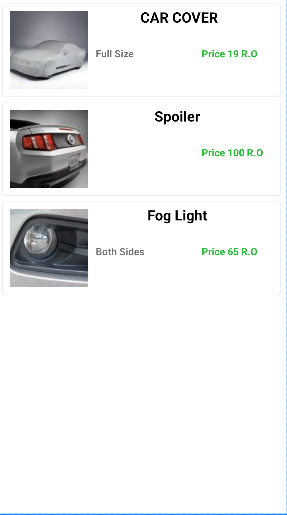 CAR COVER
Full Size
Price 19 R.O
Spoiler
Price 100 R.O
Fog Light
Both Sides
Price 65 R.O